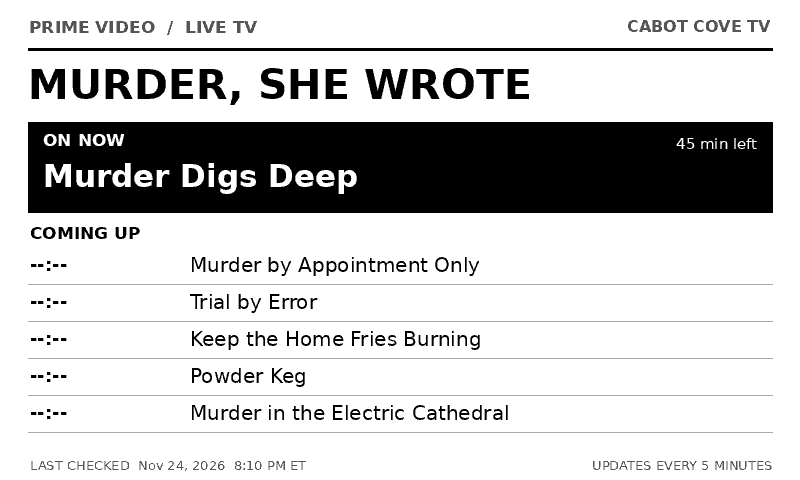 PRIME VIDEO / LIVE TV
CABOT COVE TV
MURDER, SHE WROTE
ON NOW
45 min left
Murder Digs Deep
COMING UP
--:-- Murder by Appointment Only
--:-- Trial by Error
--:-- Keep the Home Fries Burning
--:-- Powder Keg
--:-- Murder in the Electric Cathedral
LAST CHECKED Nov 24, 2026 8:10 PM ET
UPDATES EVERY 5 MINUTES